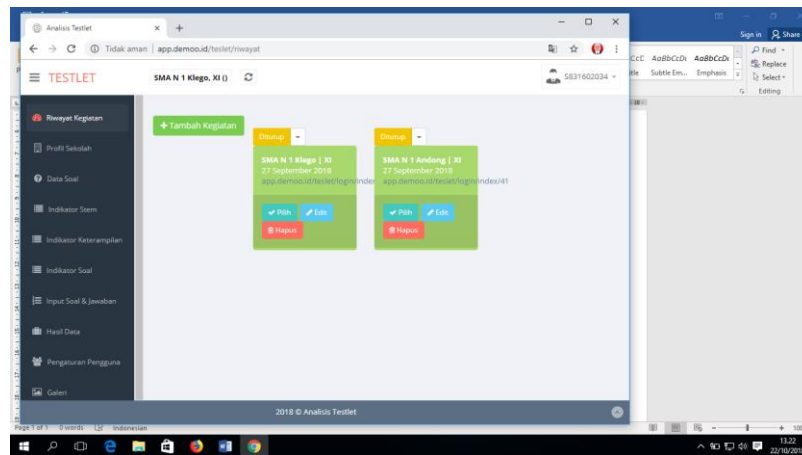 Analisis Testlet
Tidak aman | app.demoo.id/teslet/riwayat
Sign in Share
AaBbCcDı AaBbCcDı
Subtle Em... Emphasis
Find
Replace
Select
Editing
TESTLET
SMA N 1 Klego, XI ()
5831602034
Riwayat Kegiatan
Profil Sekolah
Data Soal
Indikator Stem
Indikator Keterampilan
Indikator Soal
Input Soal & Jawaban
Hasil Data
Pengaturan Pengguna
Galeri
+ Tambah Kegiatan
Ditutup
SMA N 1 Klego | XI
27 September 2018
app.demoo.id/teslet/login/index
Pilih Edit
Hapus
Ditutup
SMA N 1 Andong | XI
27 September 2018
app.demoo.id/teslet/login/index/41
Pilih Edit
Hapus
2018 © Analisis Testlet
Page 1 of 1 0 words Indonesian
13.22
22/10/201